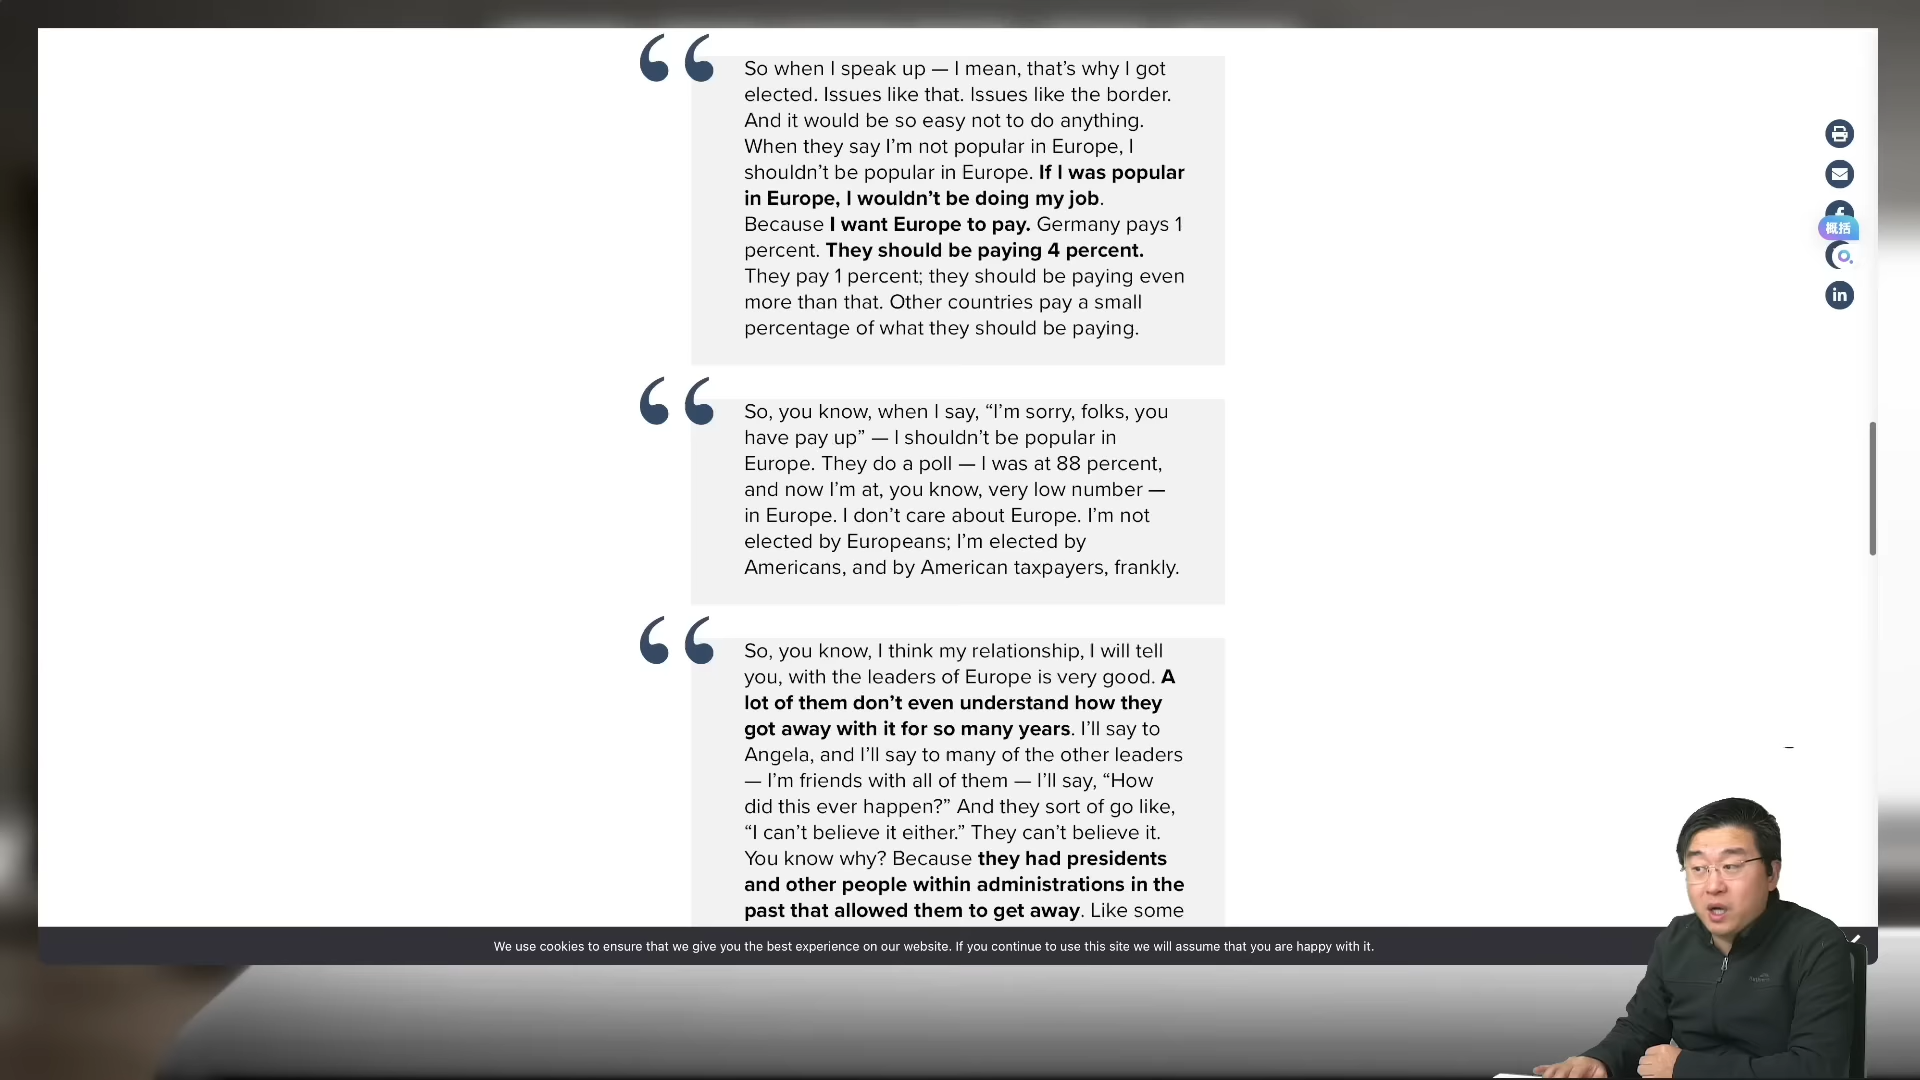 So when I speak up — I mean, that’s why I got
elected. Issues like that. Issues like the border.
And it would be so easy not to do anything.
When they say I’m not popular in Europe, I
shouldn’t be popular in Europe. If I was popular
in Europe, I wouldn’t be doing my job.
Because I want Europe to pay. Germany pays 1
percent. They should be paying 4 percent.
They pay 1 percent; they should be paying even
more than that. Other countries pay a small
percentage of what they should be paying.
概括
in
So, you know, when I say, “I’m sorry, folks, you
have pay up” — I shouldn’t be popular in
Europe. They do a poll — I was at 88 percent,
and now I’m at, you know, very low number —
in Europe. I don’t care about Europe. I’m not
elected by Europeans; I’m elected by
Americans, and by American taxpayers, frankly.
So, you know, I think my relationship, I will tell
you, with the leaders of Europe is very good. A
lot of them don’t even understand how they
got away with it for so many years. I’ll say to
Angela, and I’ll say to many of the other leaders
— I’m friends with all of them — I’ll say, “How
did this ever happen?” And they sort of go like,
“I can’t believe it either.” They can’t believe it.
You know why? Because they had presidents
and other people within administrations in the
past that allowed them to get away. Like some
We use cookies to ensure that we give you the best experience on our website. If you continue to use this site we will assume that you are happy with it.